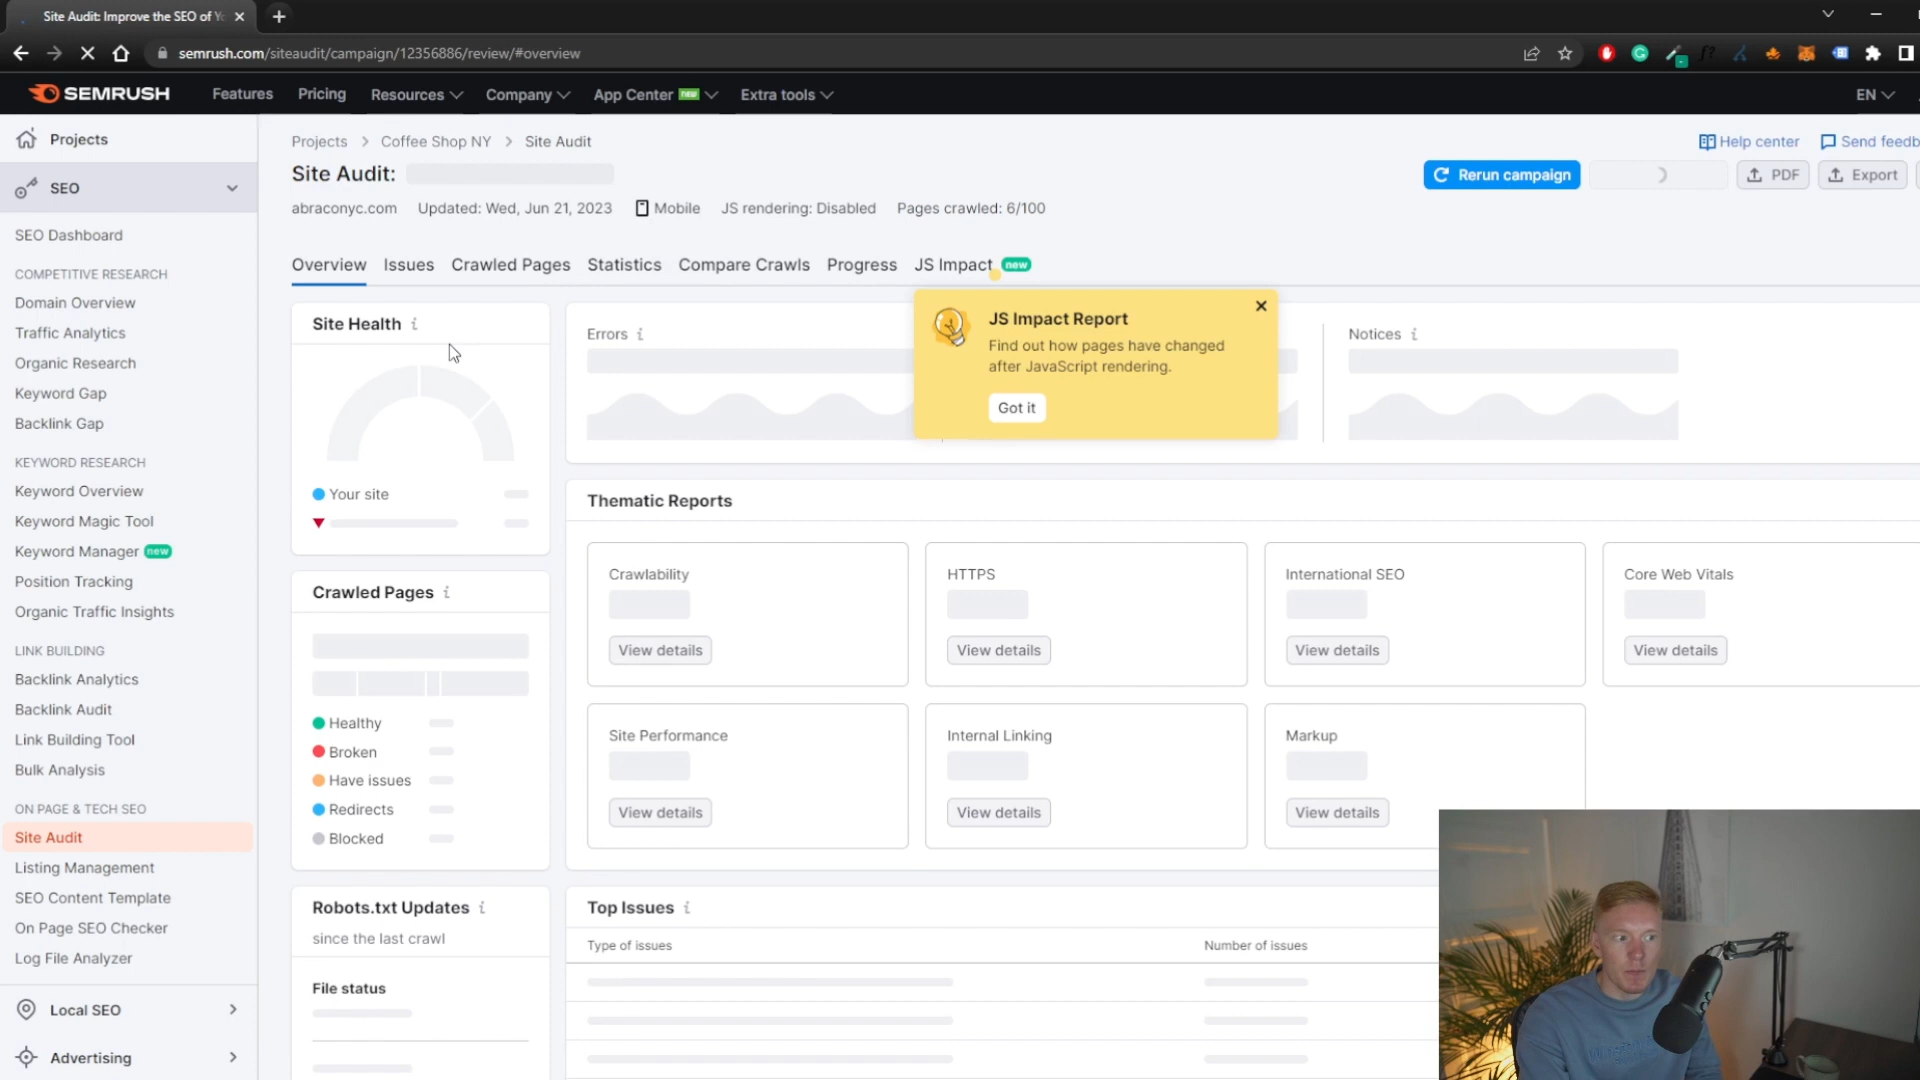 Site Audit: Improve the SEO of Yo
semrush.com/siteaudit/campaign/12356886/review/#overview
SEMRUSH
Features
Pricing
Resources
Company
App Center new
Extra tools
EN
Projects
SEO
SEO Dashboard
COMPETITIVE RESEARCH
Domain Overview
Traffic Analytics
Organic Research
Keyword Gap
Backlink Gap
KEYWORD RESEARCH
Keyword Overview
Keyword Magic Tool
Keyword Manager new
Position Tracking
Organic Traffic Insights
LINK BUILDING
Backlink Analytics
Backlink Audit
Link Building Tool
Bulk Analysis
ON PAGE & TECH SEO
Site Audit
Listing Management
SEO Content Template
On Page SEO Checker
Log File Analyzer
Local SEO
Advertising
Projects > Coffee Shop NY > Site Audit
Help center
Send feedb
Site Audit:
Rerun campaign
PDF
Export
abraconyc.com
Updated: Wed, Jun 21, 2023
Mobile
JS rendering: Disabled
Pages crawled: 6/100
Overview
Issues
Crawled Pages
Statistics
Compare Crawls
Progress
JS Impact new
JS Impact Report
Find out how pages have changed
after JavaScript rendering.
Got it
Site Health i
Your site
Errors i
Notices i
Thematic Reports
Crawlability
View details
HTTPS
View details
International SEO
View details
Core Web Vitals
View details
Site Performance
View details
Internal Linking
View details
Markup
View details
Crawled Pages i
Healthy
Broken
Have issues
Redirects
Blocked
Robots.txt Updates i
since the last crawl
File status
Top Issues i
Type of issues
Number of issues